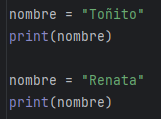 nombre = "Toñito"
print(nombre)
nombre = "Renata"
print(nombre)